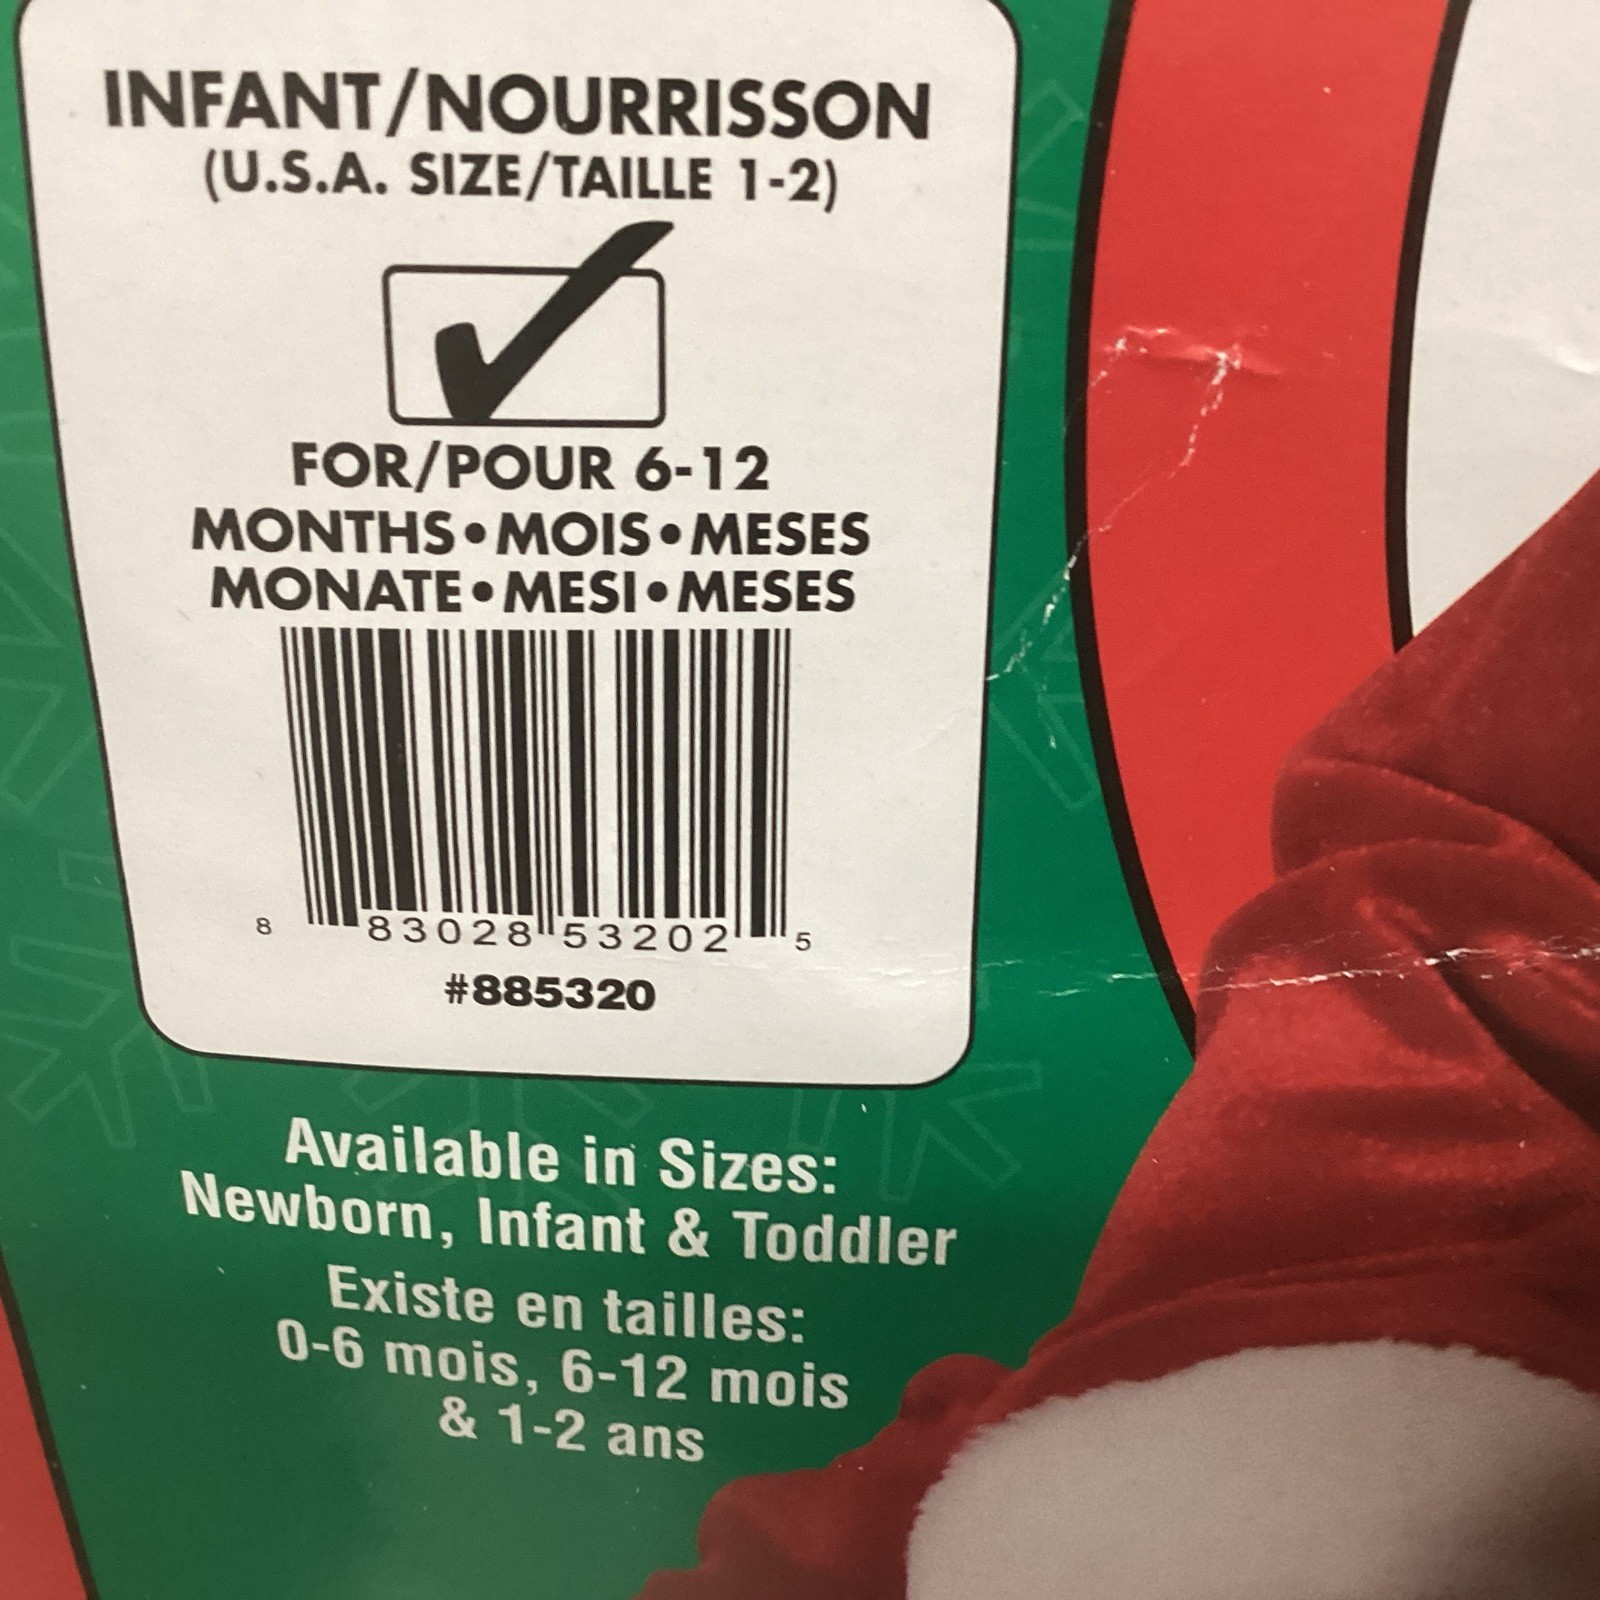 INFANT/NOURRISSON
(U.S.A. SIZE/TAILLE 1-2)
FOR/POUR 6-12
MONTHS•MOIS•MESES
MONATE•MESI•MESES
8 83028 53202 5
#885320
Available in Sizes:
Newborn, Infant & Toddler
Existe en tailles:
0-6 mois, 6-12 mois
& 1-2 ans